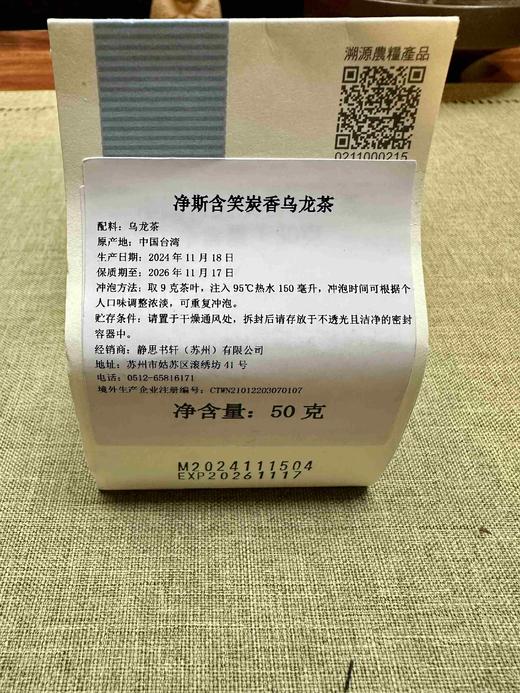 溯源農糧產品
0211000215
净斯含笑炭香乌龙茶
配料：乌龙茶
原产地：中国台湾
生产日期：2024 年 11 月 18 日
保质期至：2026 年 11 月 17 日
冲泡方法：取 9 克茶叶，注入 95℃热水 150 毫升，冲泡时间可根据个
人口味调整浓淡，可重复冲泡。
贮存条件：请置于干燥通风处，拆封后请存放于不透光且洁净的密封
容器中。
经销商：静思书轩（苏州）有限公司
地址：苏州市姑苏区滚绣坊 41 号
电话：0512-65816171
境外生产企业注册编号：CTWN21012203070107
净含量：50 克
M2024111504
EXP20261117